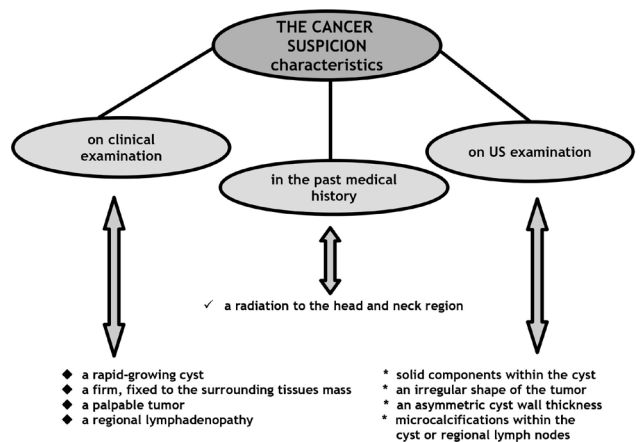 THE CANCER
SUSPICION
characteristics
on clinical
examination
in the past medical
history
on US examination
✓ a radiation to the head and neck region
◆ a rapid-growing cyst
◆ a firm, fixed to the surrounding tissues mass
◆ a palpable tumor
◆ a regional lymphadenopathy
* solid components within the cyst
* an irregular shape of the tumor
* an asymmetric cyst wall thickness
* microcalcifications within the
cyst or regional lymph nodes